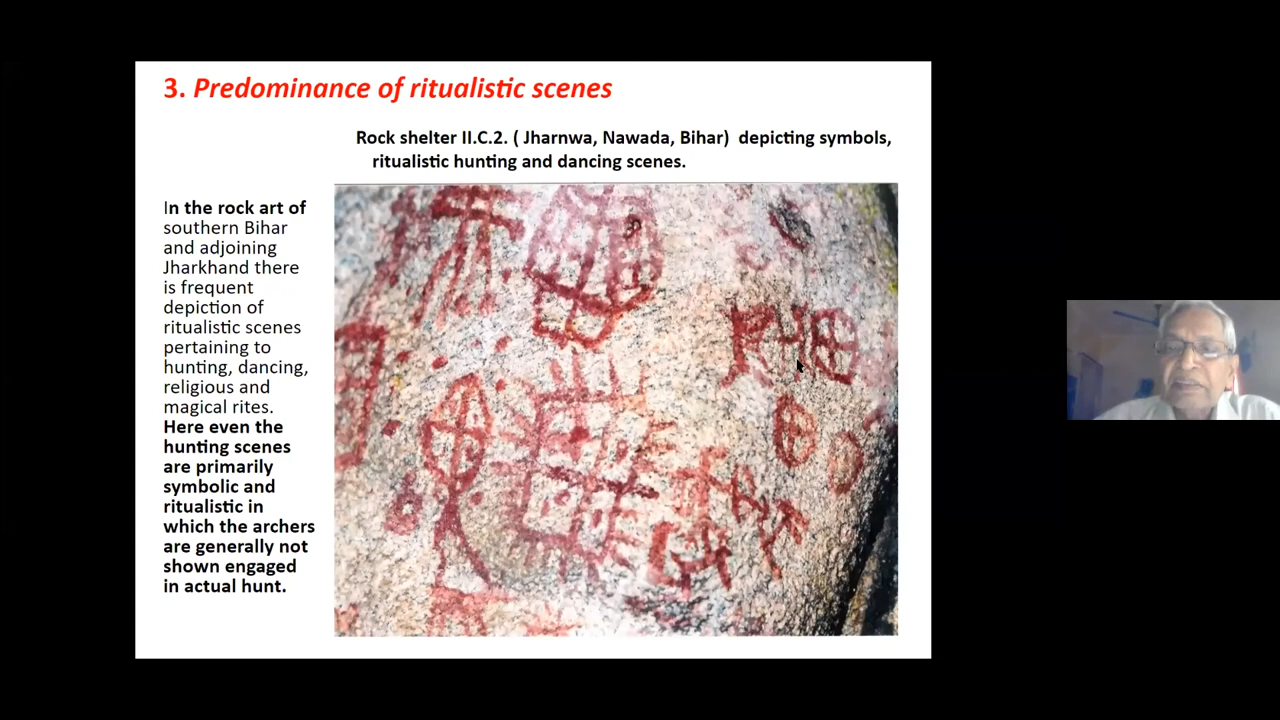 3. Predominance of ritualistic scenes
Rock shelter II.C.2. ( Jharnwa, Nawada, Bihar)  depicting symbols,
ritualistic hunting and dancing scenes.
In the rock art of
southern Bihar
and adjoining
Jharkhand there
is frequent
depiction of
ritualistic scenes
pertaining to
hunting, dancing,
religious and
magical rites.
Here even the
hunting scenes
are primarily
symbolic and
ritualistic in
which the archers
are generally not
shown engaged
in actual hunt.